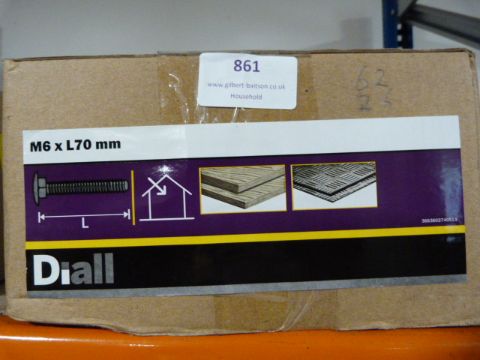 861
www.gilbert-baitson.co.uk
Household
62
M6 x L70 mm
L
Diall